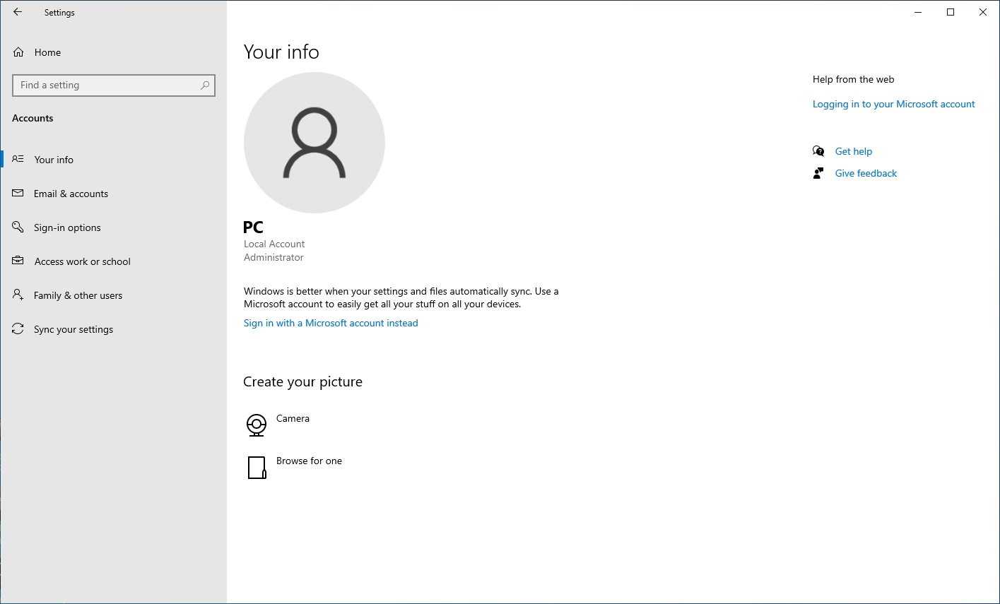 Settings
Home
Find a setting
Accounts
Your info
Email & accounts
Sign-in options
Access work or school
Family & other users
Sync your settings
Your info
PC
Local Account
Administrator
Windows is better when your settings and files automatically sync. Use a
Microsoft account to easily get all your stuff on all your devices.
Sign in with a Microsoft account instead
Create your picture
Camera
Browse for one
Help from the web
Logging in to your Microsoft account
Get help
Give feedback